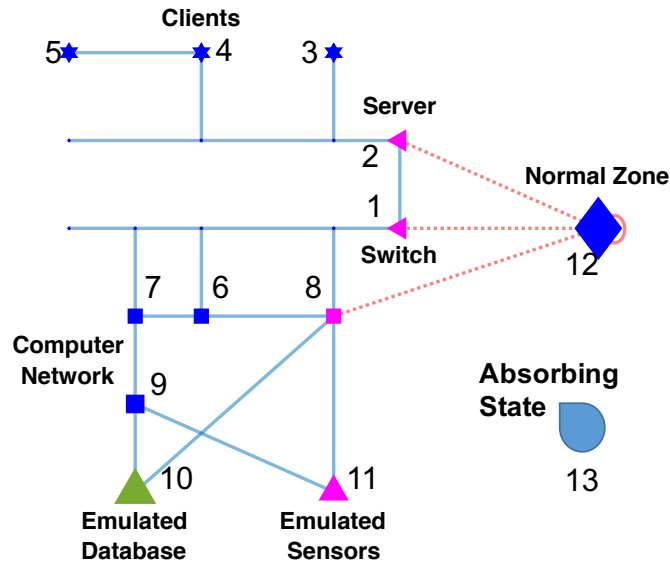 Clients
5
4
3
Server
2
Normal Zone
1
Switch
12
7
6
8
Computer
Network
9
Absorbing
State
10
11
13
Emulated
Database
Emulated
Sensors